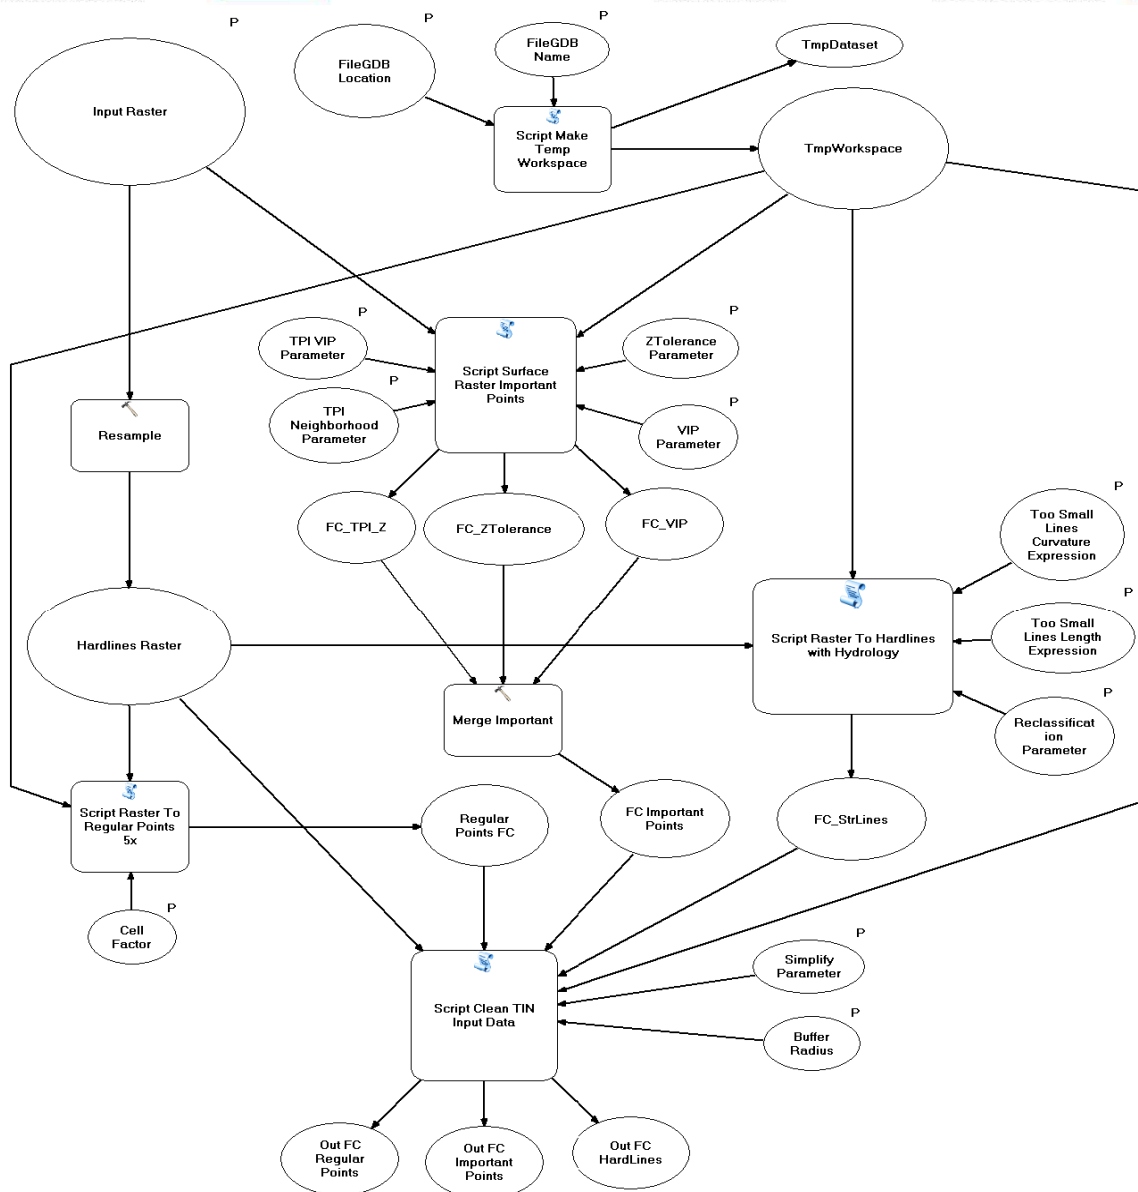 P
P
P
FileGDB
Name
TmpDataset
FileGDB
Location
Input Raster
Script Make
Temp
Workspace
TmpWorkspace
P
P
TPI VIP
Parameter
ZTolerance
Parameter
Script Surface
Raster Important
Points
P
P
TPI
Neighborhood
Parameter
VIP
Parameter
Resample
P
FC_TPI_Z
FC_ZTolerance
FC_VIP
Too Small
Lines
Curvature
Expression
P
Hardlines Raster
Script Raster To Hardlines
with Hydrology
Too Small
Lines Length
Expression
P
Merge Important
Reclassificat
ion
Parameter
Script Raster To
Regular Points
5x
Regular
Points FC
FC Important
Points
FC_StrLines
P
Cell
Factor
P
Simplify
Parameter
Script Clean TIN
Input Data
P
Buffer
Radius
Out FC
Regular
Points
Out FC
Important
Points
Out FC
HardLines